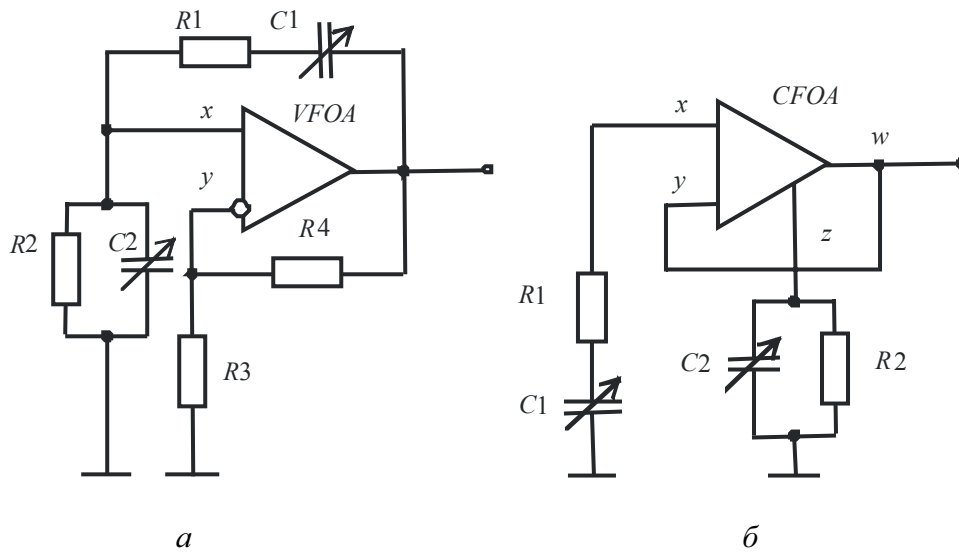 R1 C1
x VFOA
y
R2 C2 R4
R3
а
CFOA
x w
y
z
R1
C2 R2
C1
б